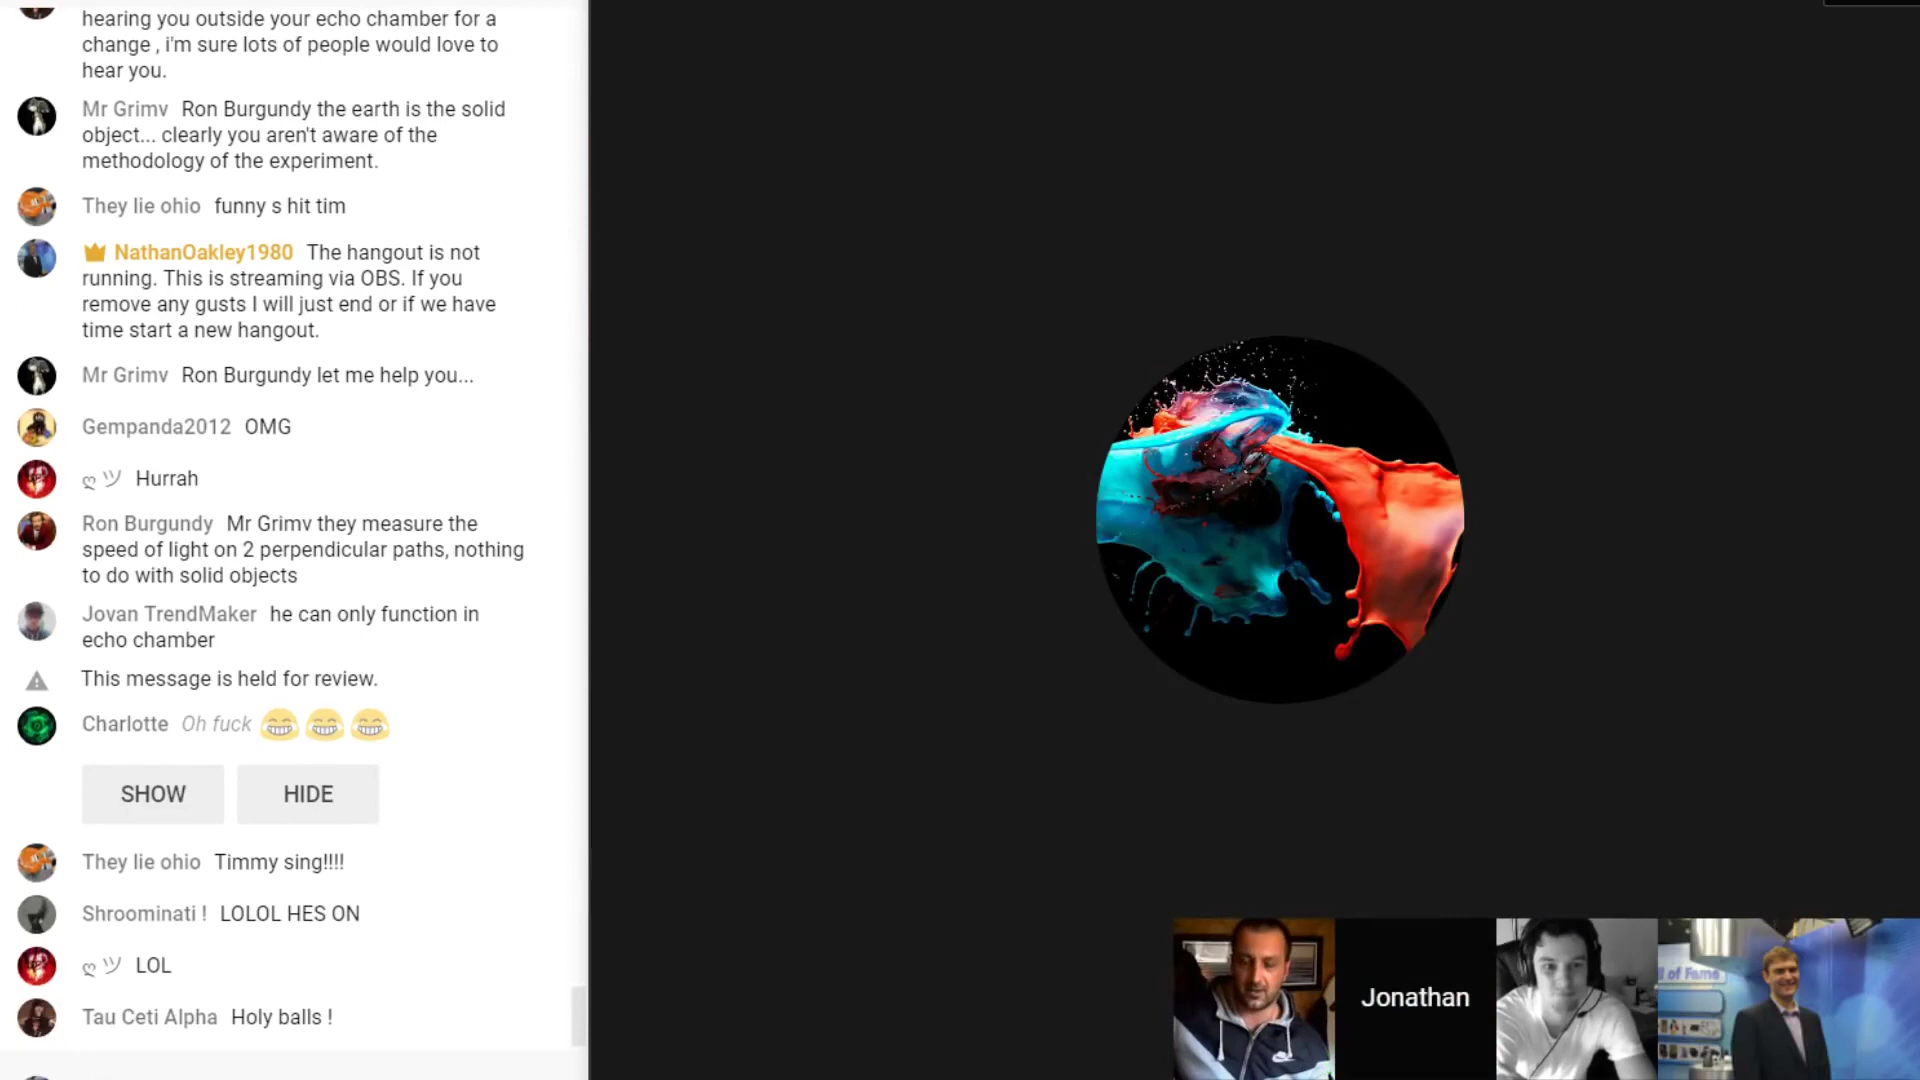 hearing you outside your echo chamber for a
change , i'm sure lots of people would love to
hear you.
Mr Grimv Ron Burgundy the earth is the solid
object... clearly you aren't aware of the
methodology of the experiment.
They lie ohio funny s hit tim
NathanOakley1980 The hangout is not
running. This is streaming via OBS. If you
remove any gusts I will just end or if we have
time start a new hangout.
Mr Grimv Ron Burgundy let me help you...
Gempanda2012 OMG
ღ ツ Hurrah
Ron Burgundy Mr Grimv they measure the
speed of light on 2 perpendicular paths, nothing
to do with solid objects
Jovan TrendMaker he can only function in
echo chamber
This message is held for review.
Charlotte Oh fuck 😂 😂 😂
SHOW HIDE
They lie ohio Timmy sing!!!!
Shroominati ! LOLOL HES ON
ღ ツ LOL
Tau Ceti Alpha Holy balls !
Jonathan
of Fame